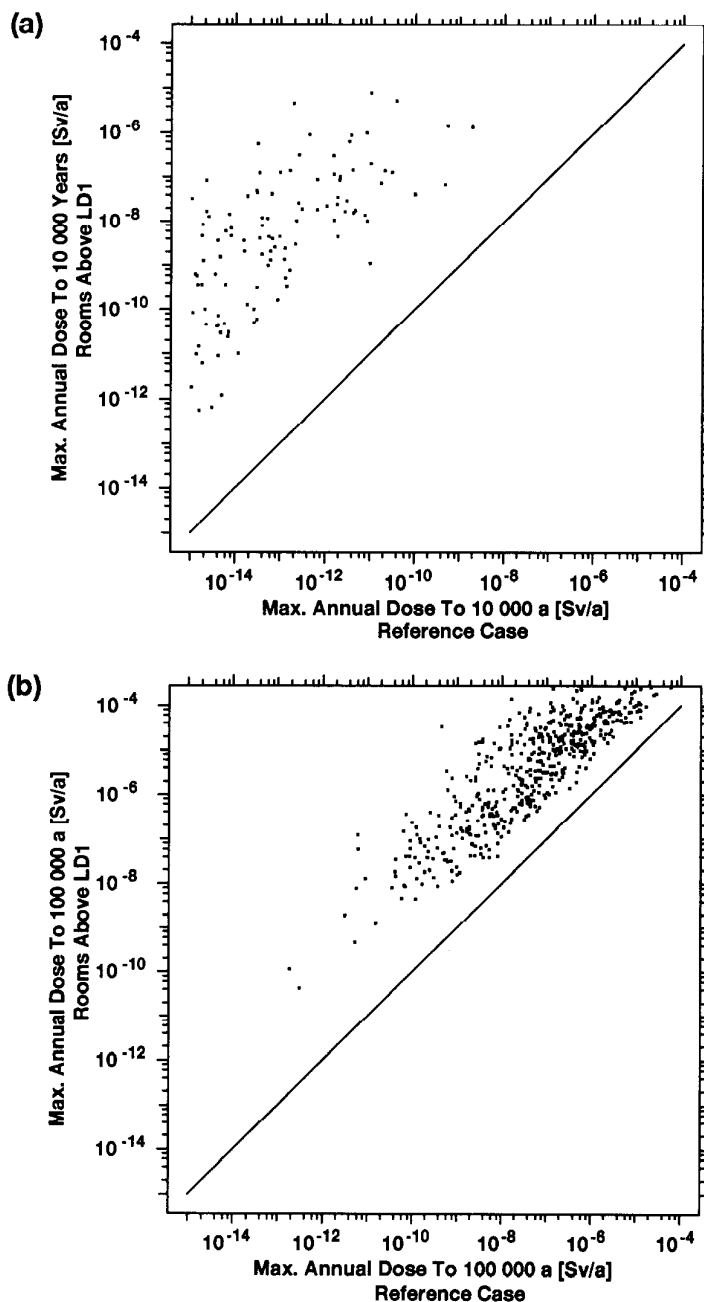 (a)
10^-4
10^-6
10^-8
10^-10
10^-12
10^-14
Max. Annual Dose To 10 000 Years [Sv/a]
Rooms Above LD1
10^-14 10^-12 10^-10 10^-8 10^-6 10^-4
Max. Annual Dose To 10 000 a [Sv/a]
Reference Case
(b)
10^-4
10^-6
10^-8
10^-10
10^-12
10^-14
Max. Annual Dose To 100 000 a [Sv/a]
Rooms Above LD1
10^-14 10^-12 10^-10 10^-8 10^-6 10^-4
Max. Annual Dose To 100 000 a [Sv/a]
Reference Case